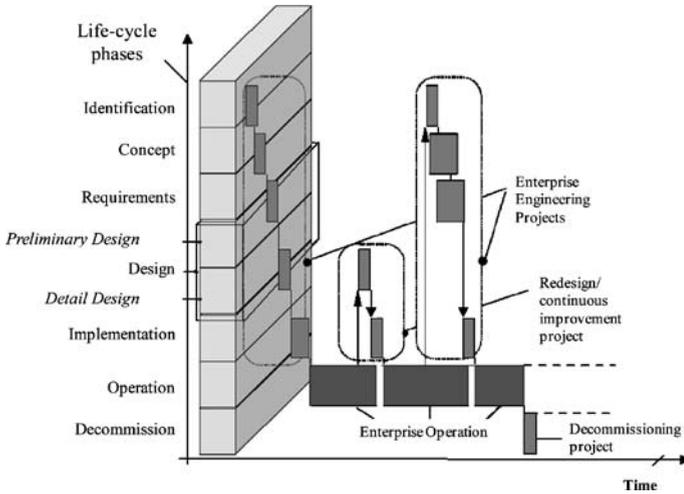 Life-cycle
phases
Identification
Concept
Requirements
Preliminary Design
Design
Detail Design
Implementation
Operation
Decommission
Enterprise
Engineering
Projects
Redesign/
continuous
improvement
project
Enterprise Operation
Decommissioning
project
Time